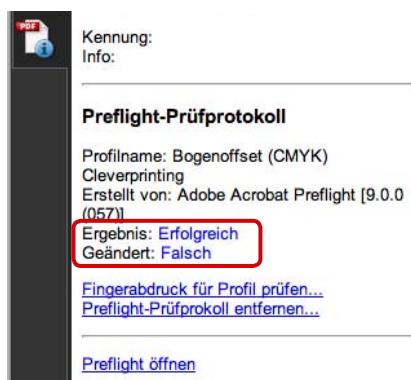 PDF
Kennung:
Info:
Preflight-Prüfprotokoll
Profilname: Bogenoffset (CMYK)
Cleverprinting
Erstellt von: Adobe Acrobat Preflight [9.0.0
(057)]
Ergebnis: Erfolgreich
Geändert: Falsch
Fingerabdruck für Profil prüfen...
Preflight-Prüfprokoll entfernen...
Preflight öffnen